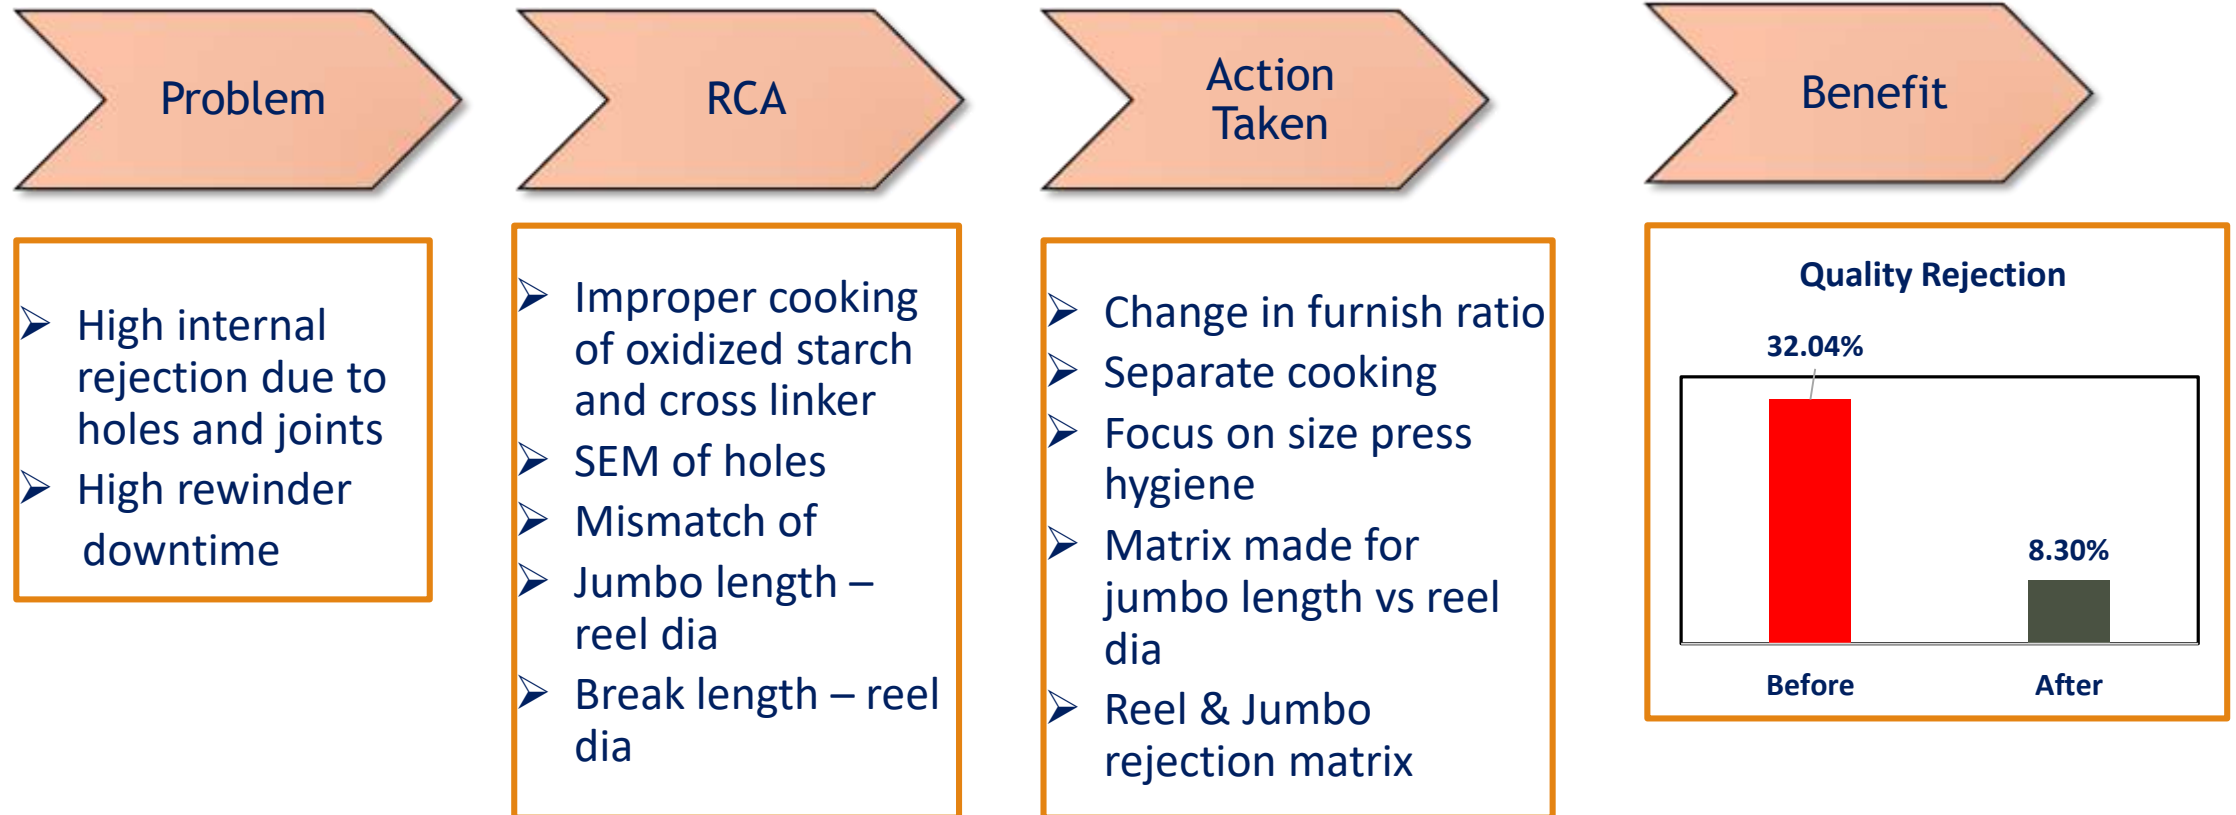 Problem
RCA
Action
Taken
Benefit
➢ High internal
rejection due to
holes and joints
➢ High rewinder
downtime
➢ Improper cooking
of oxidized starch
and cross linker
➢ SEM of holes
➢ Mismatch of
➢ Jumbo length –
reel dia
➢ Break length – reel
dia
➢ Change in furnish ratio
➢ Separate cooking
➢ Focus on size press
hygiene
➢ Matrix made for
jumbo length vs reel
dia
➢ Reel & Jumbo
rejection matrix
Quality Rejection
32.04%
8.30%
Before
After